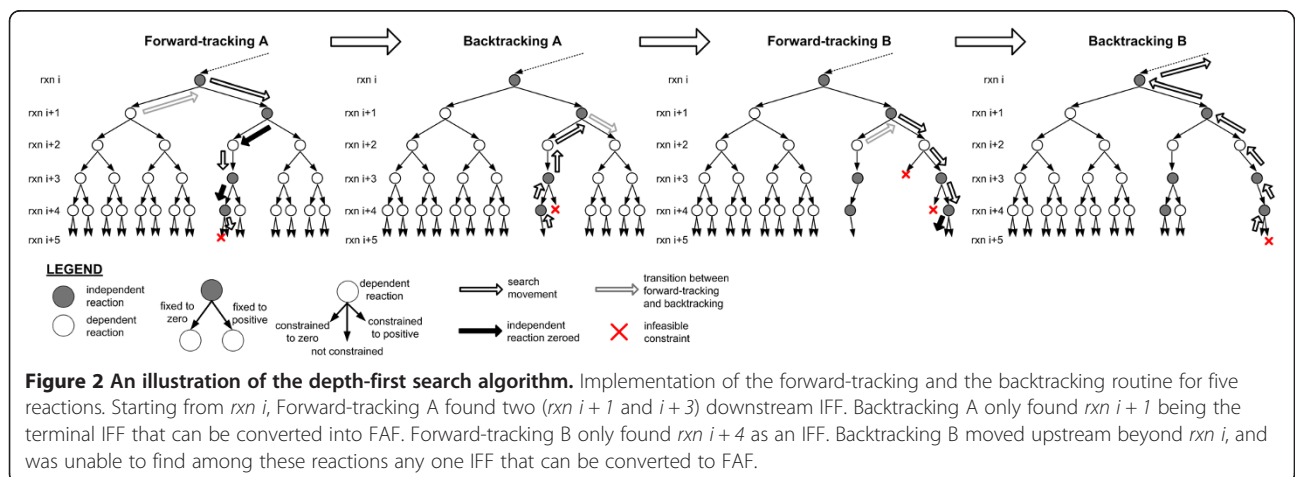 Forward-tracking A
Backtracking A
Forward-tracking B
Backtracking B
rxn i
rxn i+1
rxn i+2
rxn i+3
rxn i+4
rxn i+5
rxn i
rxn i+1
rxn i+2
rxn i+3
rxn i+4
rxn i+5
rxn i
rxn i+1
rxn i+2
rxn i+3
rxn i+4
rxn i+5
rxn i
rxn i+1
rxn i+2
rxn i+3
rxn i+4
rxn i+5
LEGEND
independent
reaction
dependent
reaction
fixed to
zero
fixed to
positive
dependent
reaction
constrained
to zero
not constrained
constrained
to positive
search
movement
independent
reaction zeroed
transition between
forward-tracking
and backtracking
infeasible
constraint
Figure 2 An illustration of the depth-first search algorithm. Implementation of the forward-tracking and the backtracking routine for five
reactions. Starting from rxn i, Forward-tracking A found two (rxn i + 1 and i + 3) downstream IFF. Backtracking A only found rxn i + 1 being the
terminal IFF that can be converted into FAF. Forward-tracking B only found rxn i + 4 as an IFF. Backtracking B moved upstream beyond rxn i, and
was unable to find among these reactions any one IFF that can be converted to FAF.